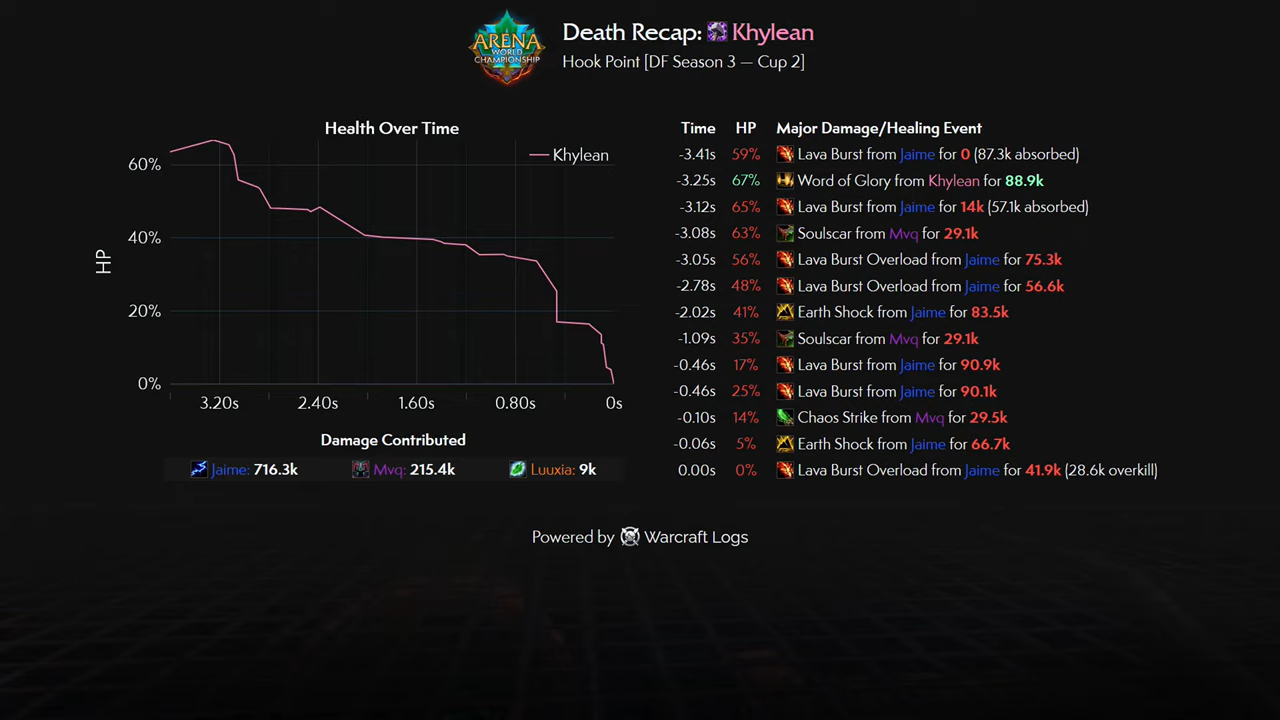 ARENA
WORLD
CHAMPIONSHIP
Death Recap: Khylean
Hook Point [DF Season 3 — Cup 2]
Health Over Time
Khylean
60%
40%
20%
0%
HP
3.20s 2.40s 1.60s 0.80s 0s
Damage Contributed
Jaime: 716.3k Mvq: 215.4k Luuxia: 9k
Time HP Major Damage/Healing Event
-3.41s 59% Lava Burst from Jaime for 0 (87.3k absorbed)
-3.25s 67% Word of Glory from Khylean for 88.9k
-3.12s 65% Lava Burst from Jaime for 14k (57.1k absorbed)
-3.08s 63% Soulscar from Mvq for 29.1k
-3.05s 56% Lava Burst Overload from Jaime for 75.3k
-2.78s 48% Lava Burst Overload from Jaime for 56.6k
-2.02s 41% Earth Shock from Jaime for 83.5k
-1.09s 35% Soulscar from Mvq for 29.1k
-0.46s 17% Lava Burst from Jaime for 90.9k
-0.46s 25% Lava Burst from Jaime for 90.1k
-0.10s 14% Chaos Strike from Mvq for 29.5k
-0.06s 5% Earth Shock from Jaime for 66.7k
0.00s 0% Lava Burst Overload from Jaime for 41.9k (28.6k overkill)
Powered by Warcraft Logs